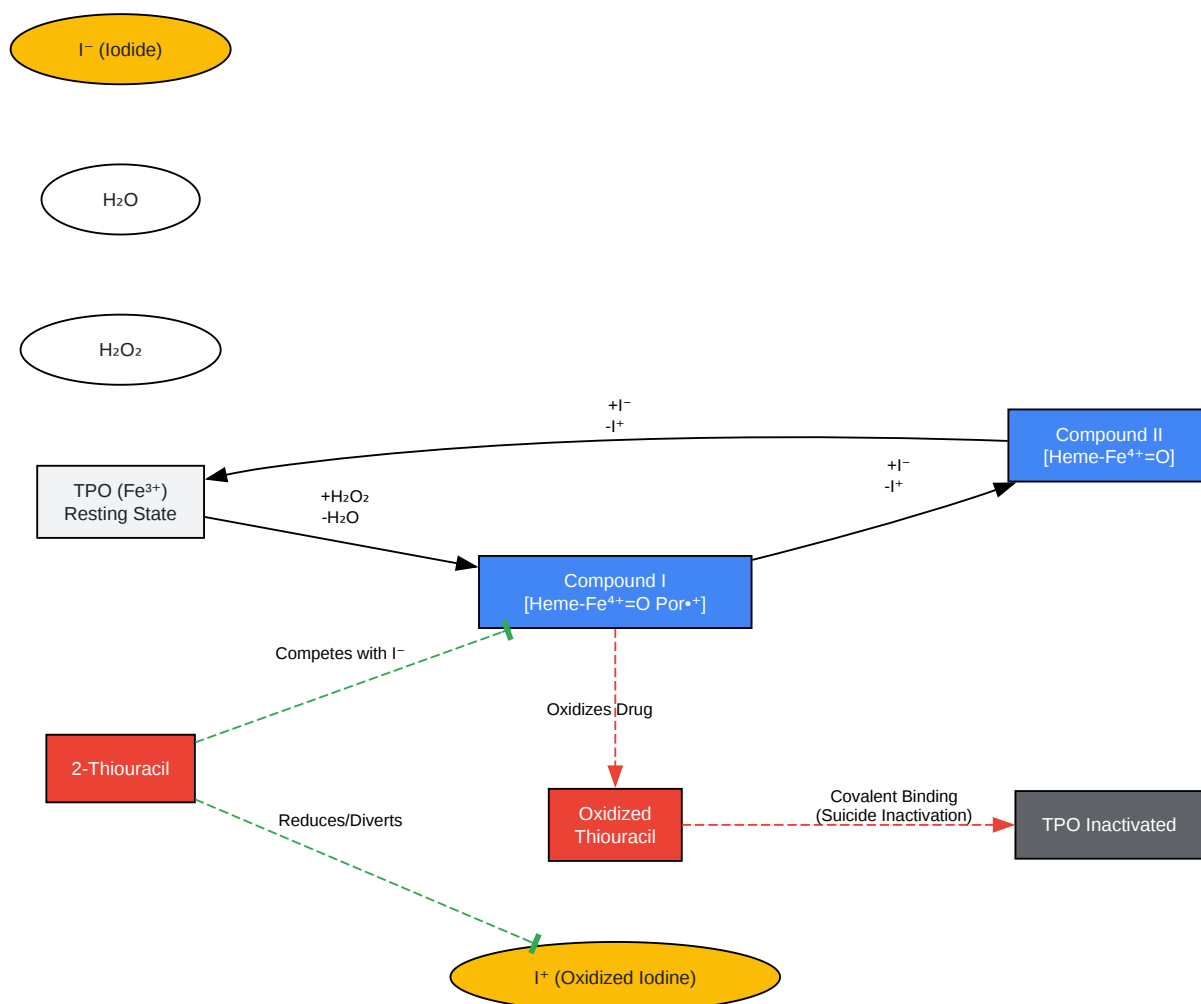 I⁻ (Iodide)
H₂O
H₂O₂
+I⁻
-I⁺
Compound II
[Heme-Fe⁴⁺=O]
+I⁻
-I⁺
TPO (Fe³⁺)
Resting State
+H₂O₂
-H₂O
Compound I
[Heme-Fe⁴⁺=O Por•⁺]
Competes with I⁻
Oxidizes Drug
2-Thiouracil
Reduces/Diverts
Oxidized
Thiouracil
Covalent Binding
(Suicide Inactivation)
TPO Inactivated
I⁺ (Oxidized Iodine)